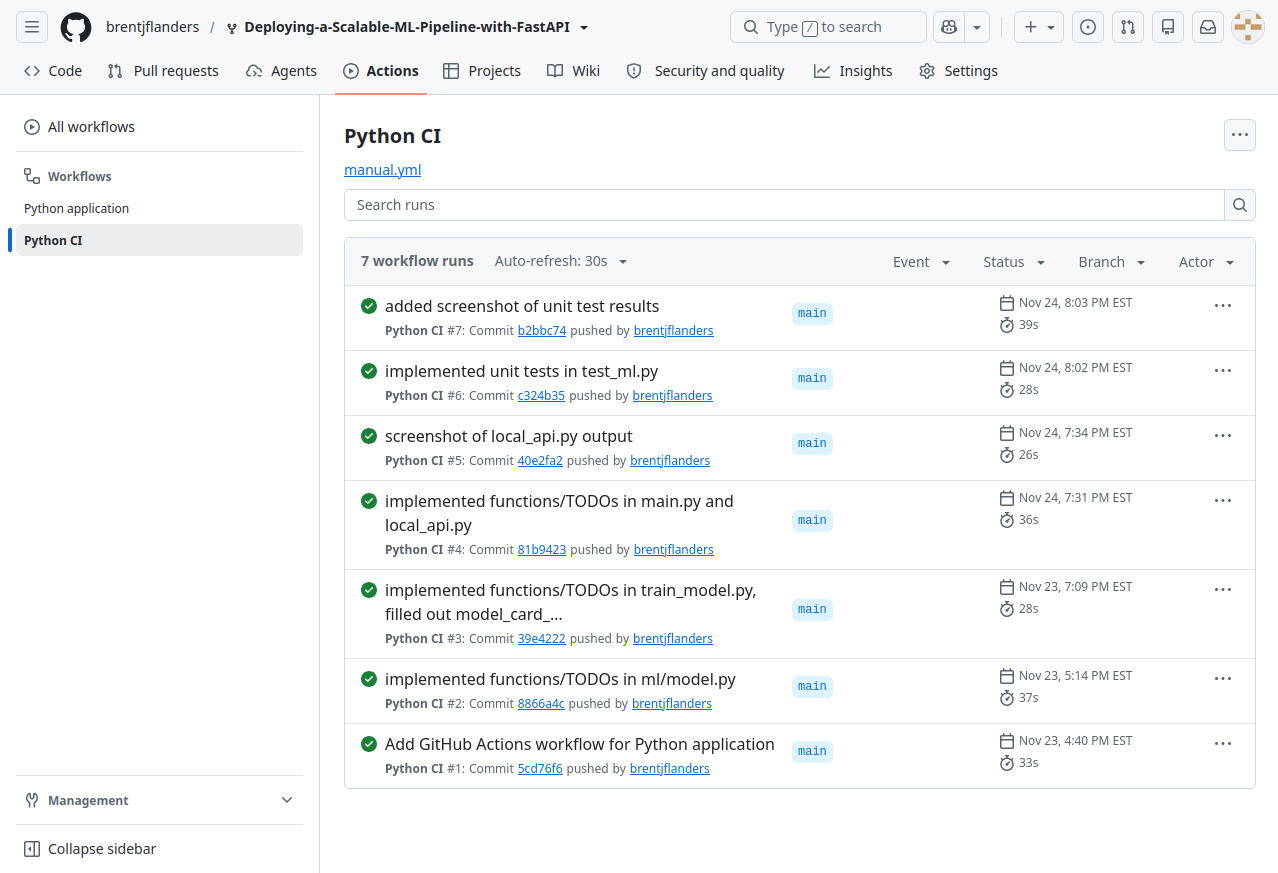 brentjflanders / Deploying-a-Scalable-ML-Pipeline-with-FastAPI
Type / to search
Code
Pull requests
Agents
Actions
Projects
Wiki
Security and quality
Insights
Settings
All workflows
Workflows
Python application
Python CI
Management
Collapse sidebar
Python CI
manual.yml
Search runs
7 workflow runs Auto-refresh: 30s Event Status Branch Actor
added screenshot of unit test results
Python CI #7: Commit b2bbc74 pushed by brentjflanders
main
Nov 24, 8:03 PM EST
39s
implemented unit tests in test_ml.py
Python CI #6: Commit c324b35 pushed by brentjflanders
main
Nov 24, 8:02 PM EST
28s
screenshot of local_api.py output
Python CI #5: Commit 40e2fa2 pushed by brentjflanders
main
Nov 24, 7:34 PM EST
26s
implemented functions/TODOs in main.py and
local_api.py
Python CI #4: Commit 81b9423 pushed by brentjflanders
main
Nov 24, 7:31 PM EST
36s
implemented functions/TODOs in train_model.py,
filled out model_card_...
Python CI #3: Commit 39e4222 pushed by brentjflanders
main
Nov 23, 7:09 PM EST
28s
implemented functions/TODOs in ml/model.py
Python CI #2: Commit 8866a4c pushed by brentjflanders
main
Nov 23, 5:14 PM EST
37s
Add GitHub Actions workflow for Python application
Python CI #1: Commit 5cd76f6 pushed by brentjflanders
main
Nov 23, 4:40 PM EST
33s